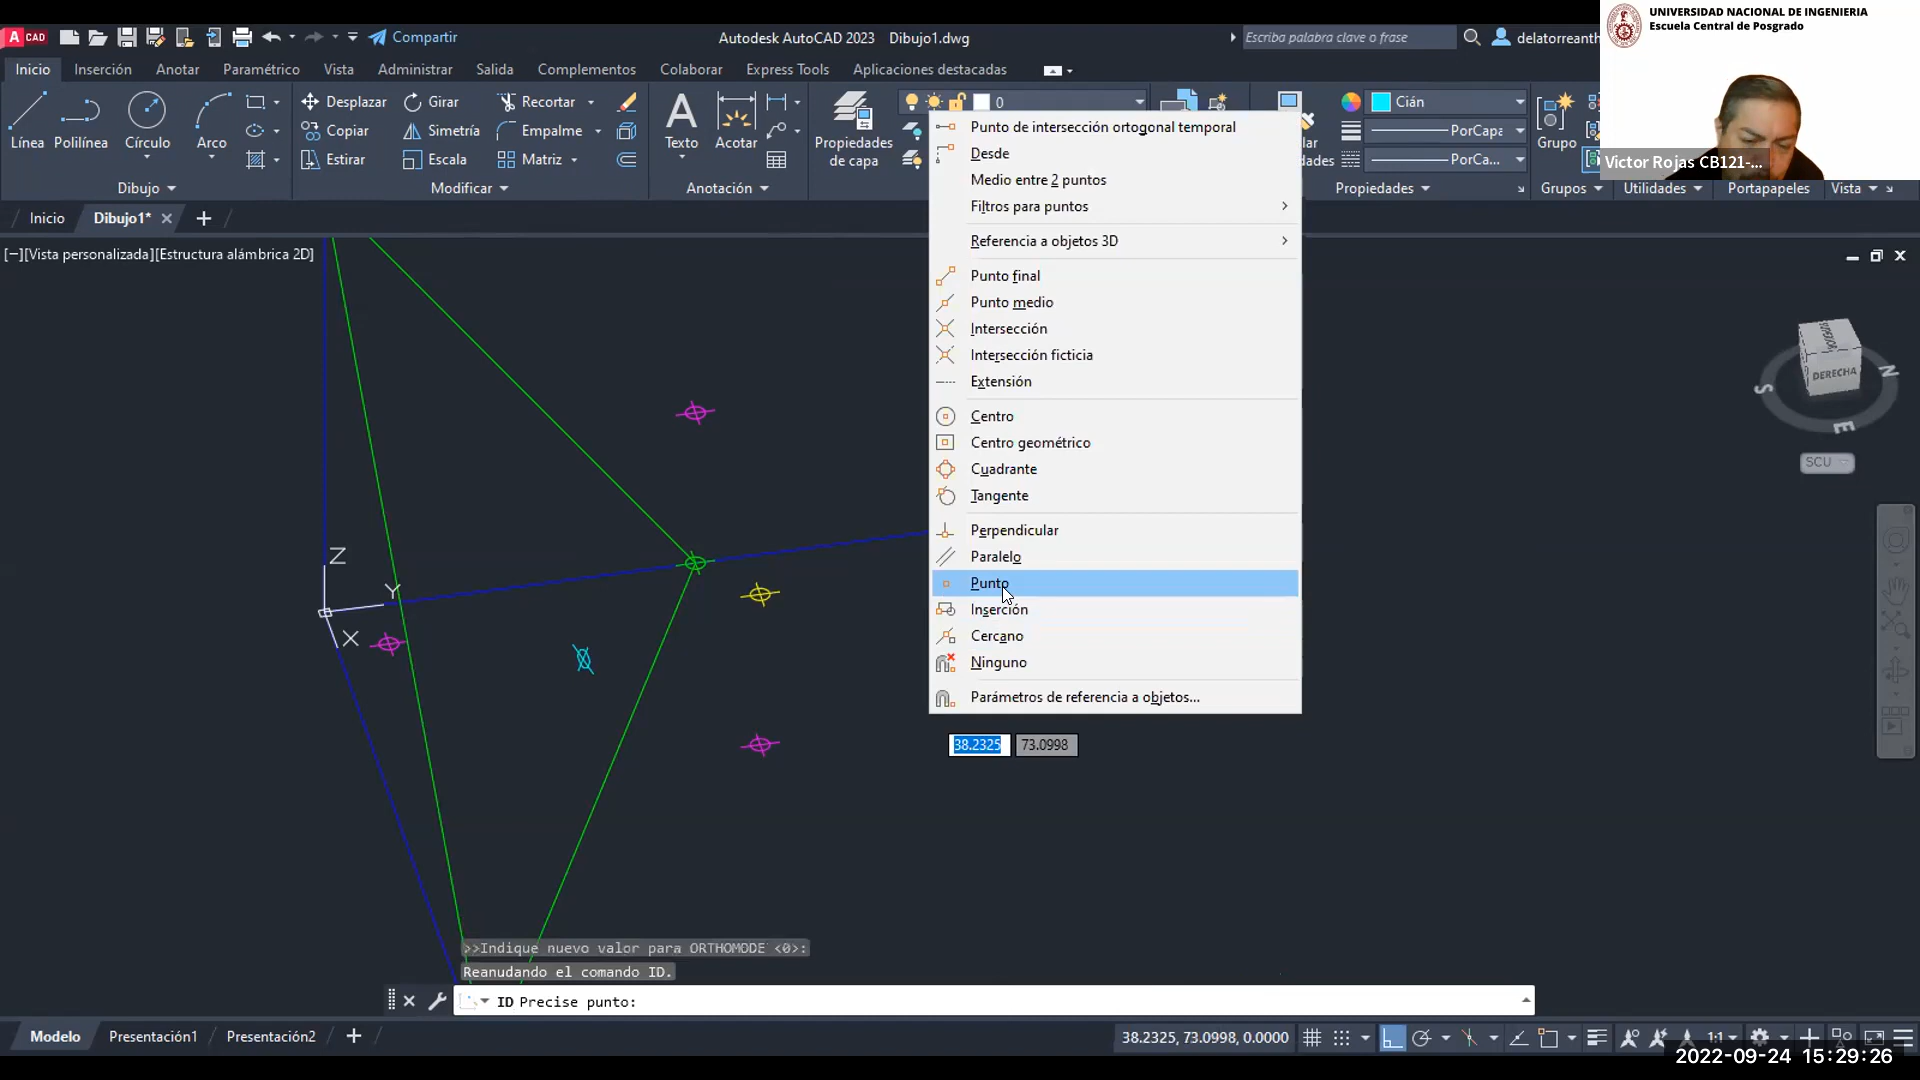 UNIVERSIDAD NACIONAL DE INGENIERIA
Escuela Central de Posgrado
Victor Rojas CB121-...
A CAD
Compartir
Autodesk AutoCAD 2023 Dibujo1.dwg
Escriba palabra clave o frase
delatorreanth
Inicio
Inserción
Anotar
Paramétrico
Vista
Administrar
Salida
Complementos
Colaborar
Express Tools
Aplicaciones destacadas
Línea
Polilínea
Círculo
Arco
Dibujo
Desplazar
Girar
Recortar
Copiar
Simetría
Empalme
Estirar
Escala
Matriz
Modificar
Texto
Acotar
Anotación
Propiedades
de capa
0
Cián
PorCapa
PorCa...
Propiedades
Grupo
Grupos
Utilidades
Portapapeles
Vista
Inicio
Dibujo1*
[−][Vista personalizada][Estructura alámbrica 2D]
Punto de intersección ortogonal temporal
Desde
Medio entre 2 puntos
Filtros para puntos
Referencia a objetos 3D
Punto final
Punto medio
Intersección
Intersección ficticia
Extensión
Centro
Centro geométrico
Cuadrante
Tangente
Perpendicular
Paralelo
Punto
Inserción
Cercano
Ninguno
Parámetros de referencia a objetos...
38.2325 73.0998
Z
Y
X
DERECHA
S
N
E
SCU
>>Indique nuevo valor para ORTHOMODE <0>:
Reanudando el comando ID.
ID Precise punto:
Modelo
Presentación1
Presentación2
38.2325, 73.0998, 0.0000
1:1
2022-09-24 15:29:26